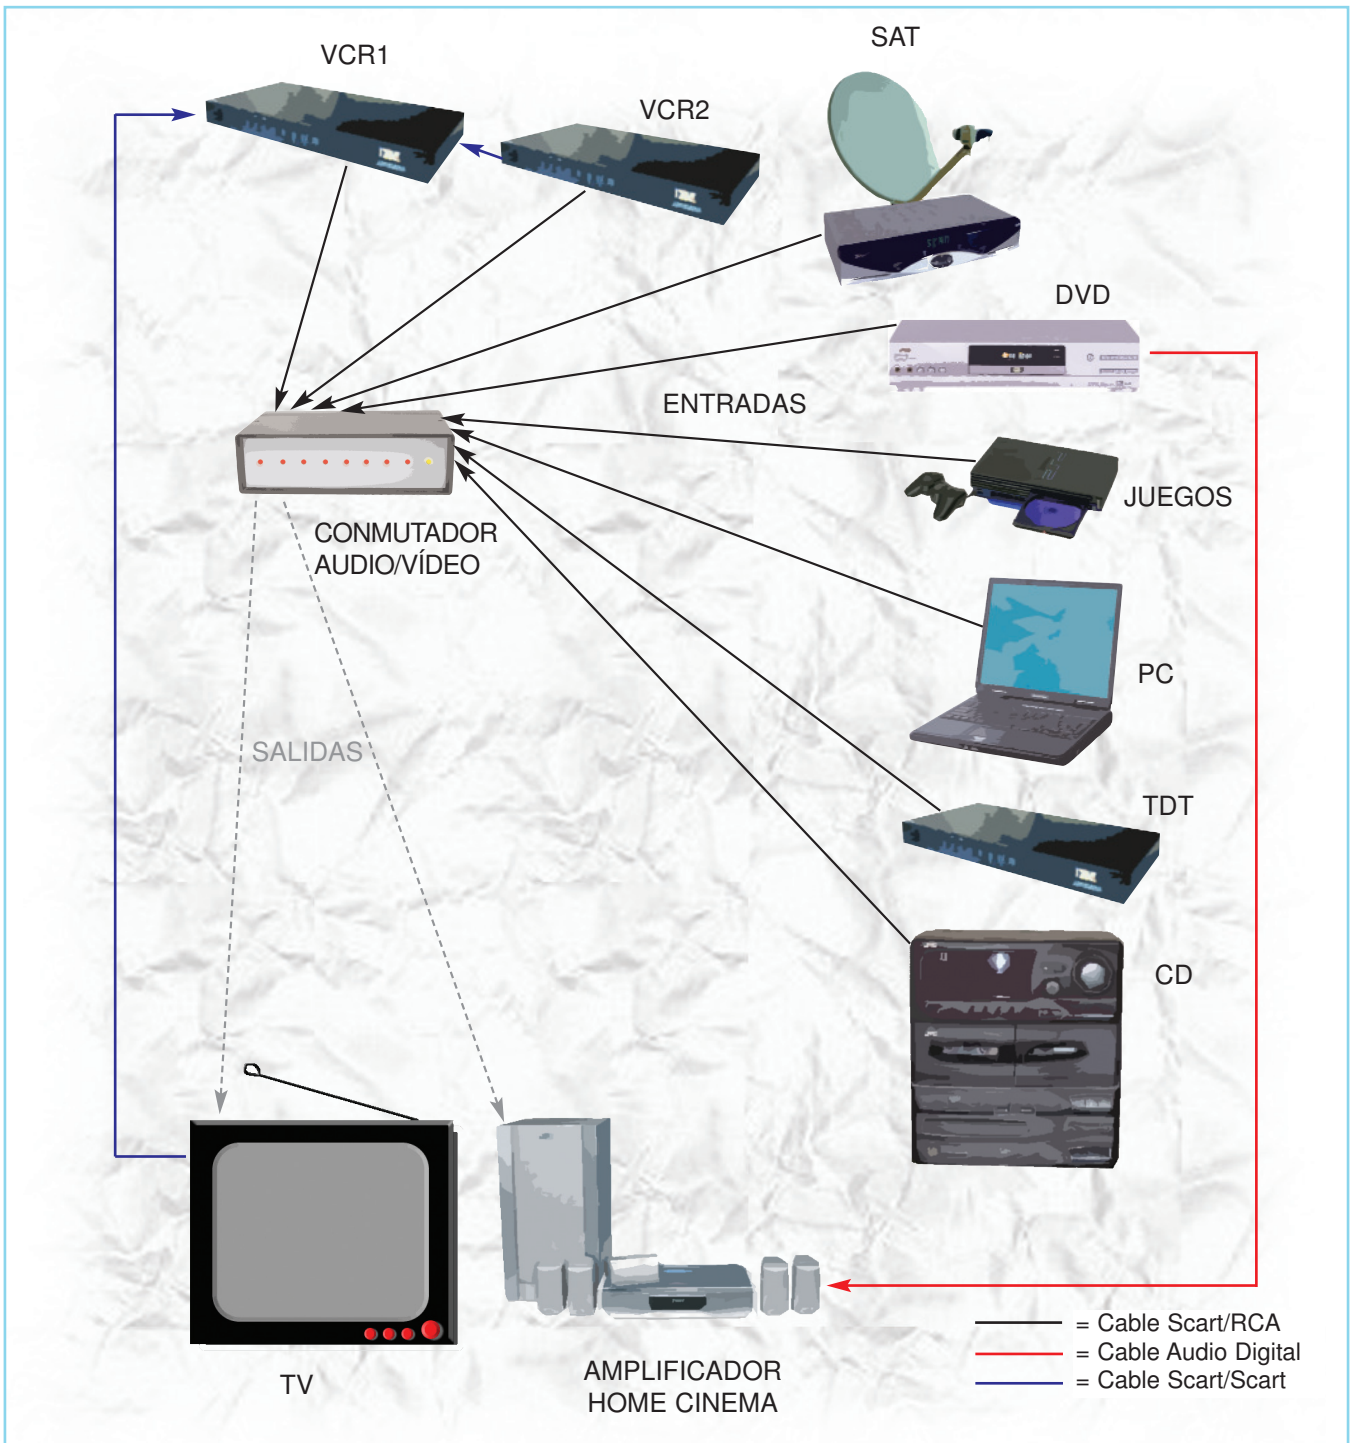 VCR1
SAT
VCR2
DVD
ENTRADAS
JUEGOS
CONMUTADOR
AUDIO/VÍDEO
PC
SALIDAS
TDT
CD
TV
AMPLIFICADOR
HOME CINEMA
= Cable Scart/RCA
= Cable Audio Digital
= Cable Scart/Scart